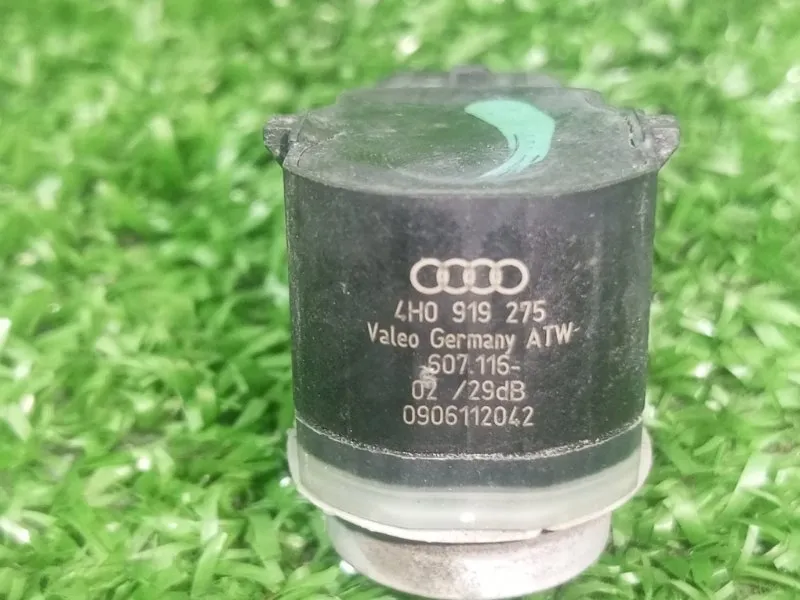 4H0 919 275
Valeo Germany ATW
607.116-
02 /29dB
0906112042